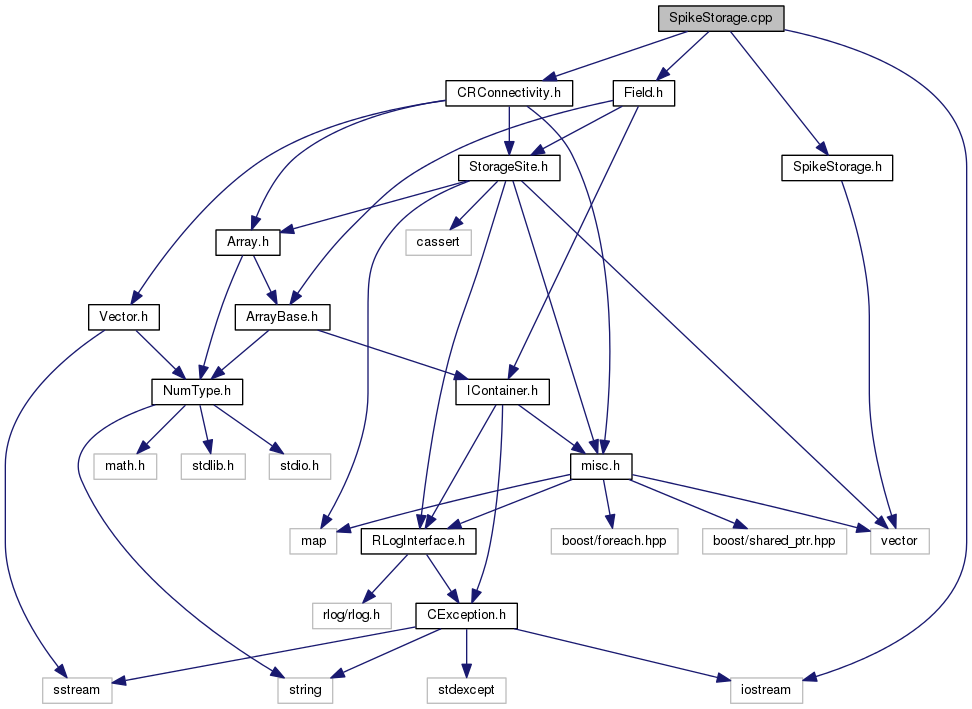 SpikeStorage.cpp
CRConnectivity.h
Field.h
StorageSite.h
SpikeStorage.h
Array.h
cassert
Vector.h
ArrayBase.h
NumType.h
IContainer.h
math.h
stdlib.h
stdio.h
misc.h
map
RLogInterface.h
boost/foreach.hpp
boost/shared_ptr.hpp
vector
rlog/rlog.h
CException.h
sstream
string
stdexcept
iostream